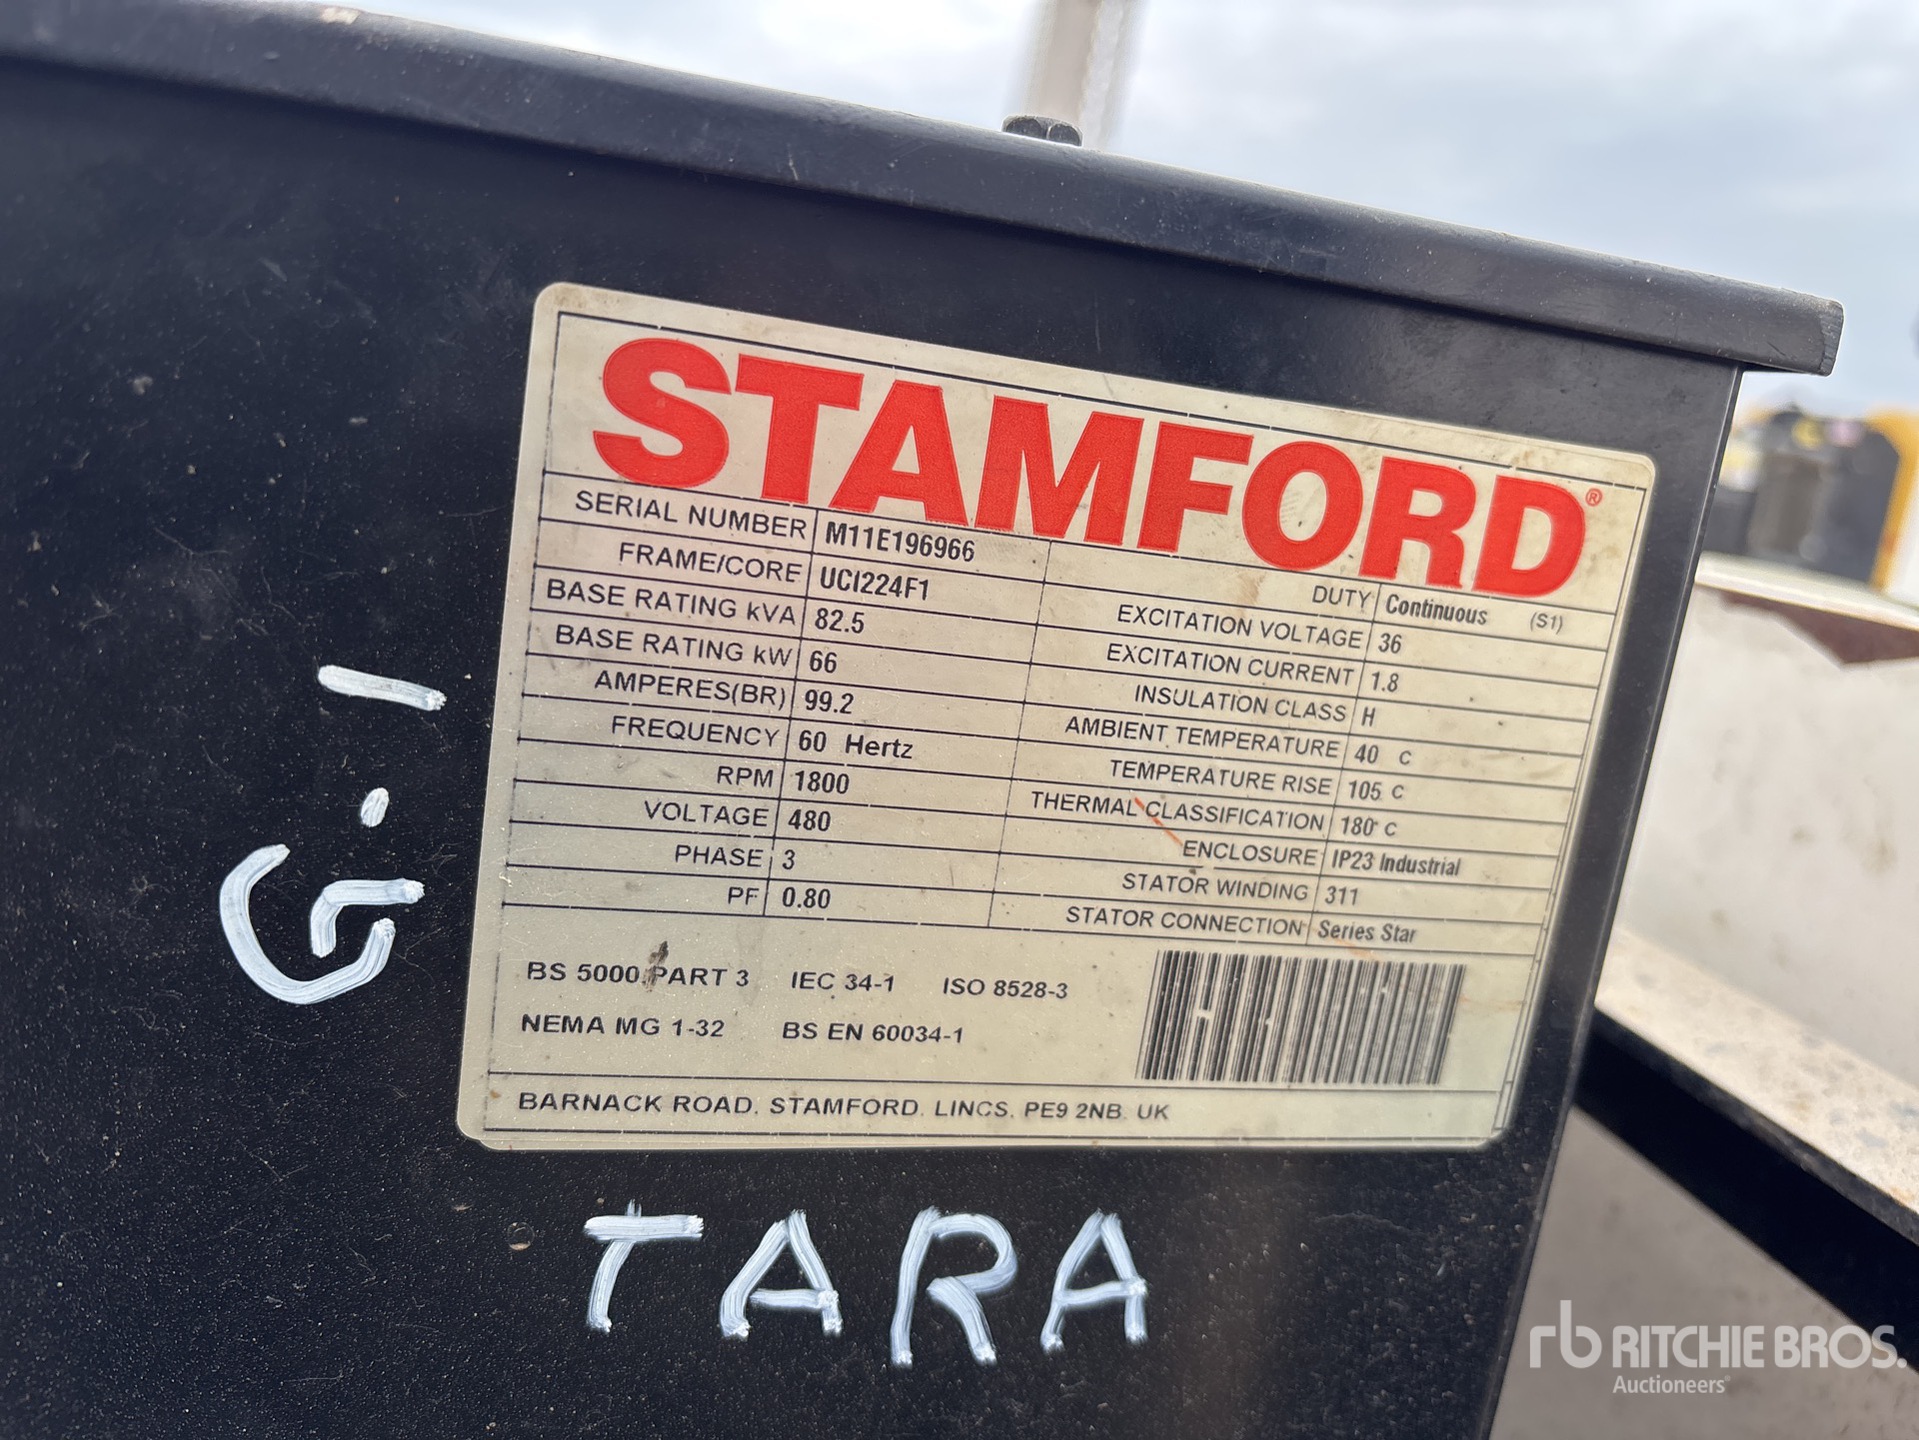 STAMFORD®
SERIAL NUMBER M11E196966
FRAME/CORE UCI224F1
BASE RATING kVA 82.5
BASE RATING kW 66
AMPERES(BR) 99.2
FREQUENCY 60 Hertz
RPM 1800
VOLTAGE 480
PHASE 3
PF 0.80
DUTY Continuous (S1)
EXCITATION VOLTAGE 36
EXCITATION CURRENT 1.8
INSULATION CLASS H
AMBIENT TEMPERATURE 40 C
TEMPERATURE RISE 105 C
THERMAL CLASSIFICATION 180 C
ENCLOSURE IP23 Industrial
STATOR WINDING 311
STATOR CONNECTION Series Star
BS 5000 PART 3 IEC 34-1 ISO 8528-3
NEMA MG 1-32 BS EN 60034-1
BARNACK ROAD. STAMFORD. LINCS. PE9 2NB. UK
G.1
TARA
rb RITCHIE BROS.
Auctioneers